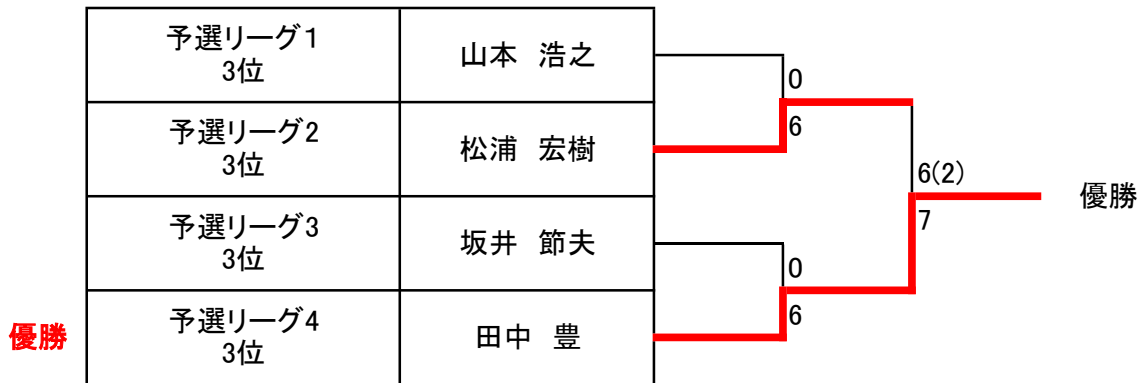 予選リーグ1
3位
山本 浩之
0
6
予選リーグ2
3位
松浦 宏樹
6(2)
優勝
7
予選リーグ3
3位
坂井 節夫
0
6
優勝
予選リーグ4
3位
田中 豊